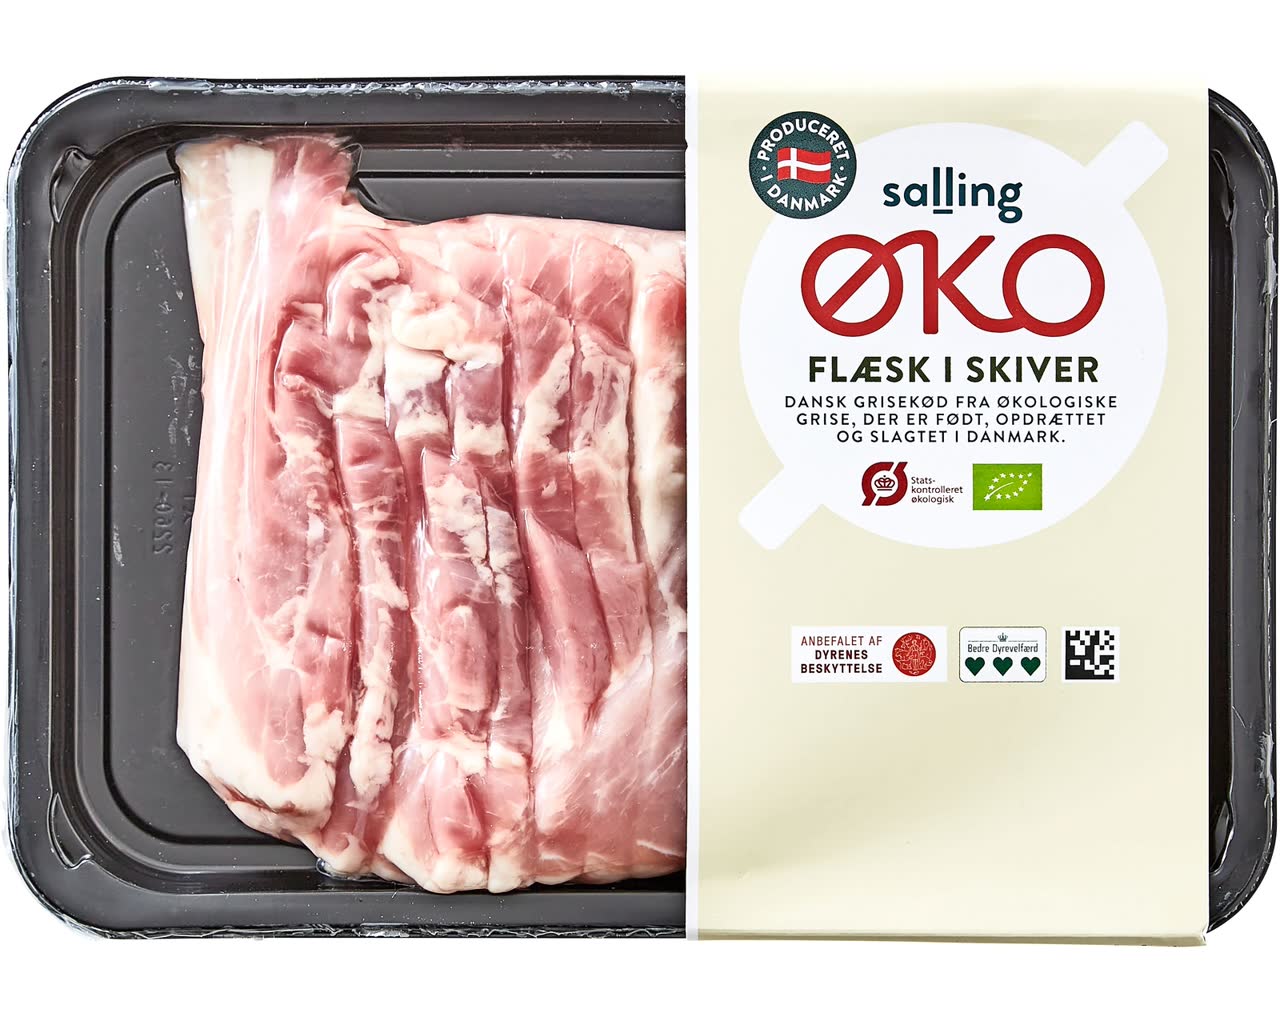 PRODUCERET
I DANMARK
salling
ØKO
FLÆSK I SKIVER
DANSK GRISEKØD FRA ØKOLOGISKE
GRISE, DER ER FØDT, OPDRÆTTET
OG SLAGTET I DANMARK.
Ø
Stats-
kontrolleret
økologisk
ANBEFALET AF
DYRENES
BESKYTTELSE
Bedre Dyrevelfærd